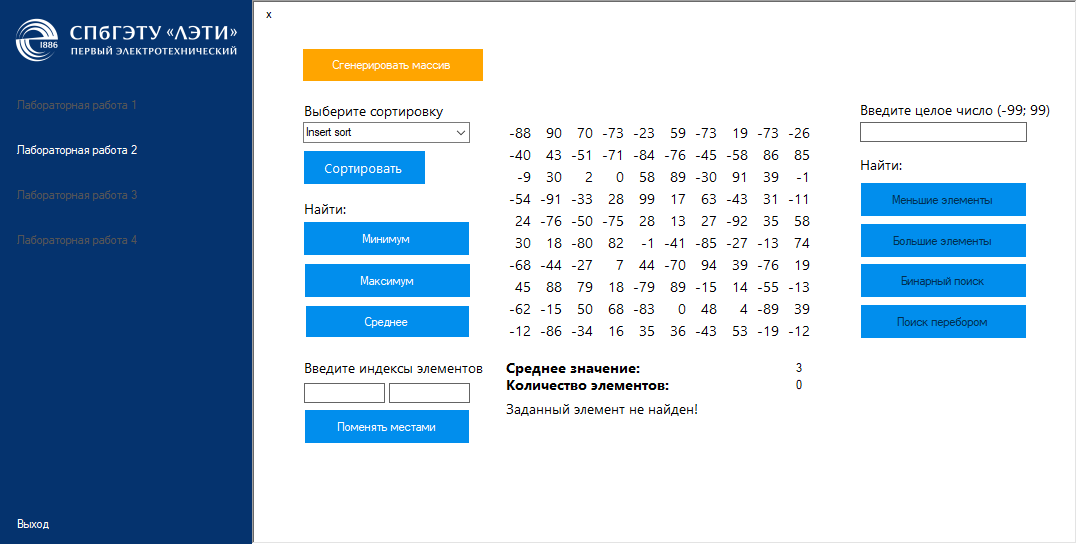 СПбГЭТУ «ЛЭТИ»
ПЕРВЫЙ ЭЛЕКТРОТЕХНИЧЕСКИЙ
1886
Лабораторная работа 1
Лабораторная работа 2
Лабораторная работа 3
Лабораторная работа 4
Выход
x
Сгенерировать массив
Выберите сортировку
Insert sort
Сортировать
Найти:
Минимум
Максимум
Среднее
Введите индексы элементов
Поменять местами
-88 90 70 -73 -23 59 -73 19 -73 -26
-40 43 -51 -71 -84 -76 -45 -58 86 85
-9 30 2 0 58 89 -30 91 39 -1
-54 -91 -33 28 99 17 63 -43 31 -11
24 -76 -50 -75 28 13 27 -92 35 58
30 18 -80 82 -1 -41 -85 -27 -13 74
-68 -44 -27 7 44 -70 94 39 -76 19
45 88 79 18 -79 89 -15 14 -55 -13
-62 -15 50 68 -83 0 48 4 -89 39
-12 -86 -34 16 35 36 -43 53 -19 -12
Среднее значение: 3
Количество элементов: 0
Заданный элемент не найден!
Введите целое число (-99; 99)
Найти:
Меньшие элементы
Большие элементы
Бинарный поиск
Поиск перебором